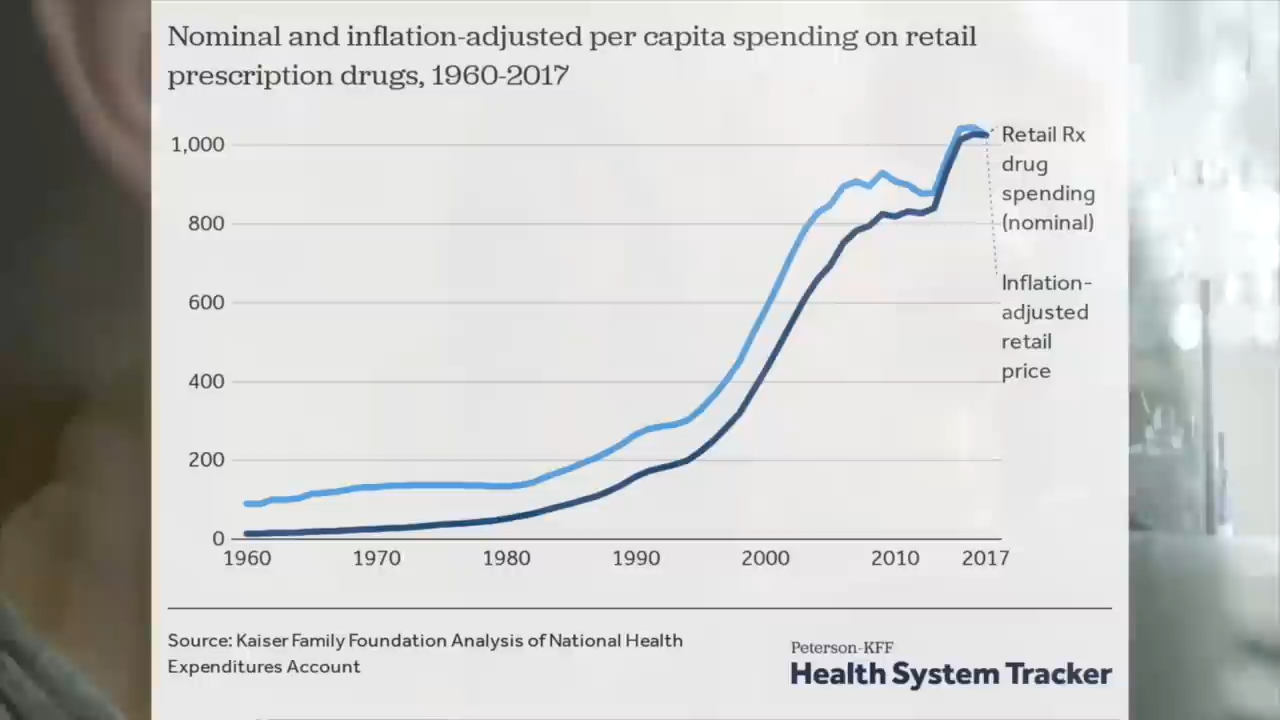 Nominal and inflation-adjusted per capita spending on retail
prescription drugs, 1960-2017
1,000
800
600
400
200
0
1960 1970 1980 1990 2000 2010 2017
Retail Rx
drug
spending
(nominal)
Inflation-
adjusted
retail
price
Source: Kaiser Family Foundation Analysis of National Health
Expenditures Account
Peterson-KFF
Health System Tracker